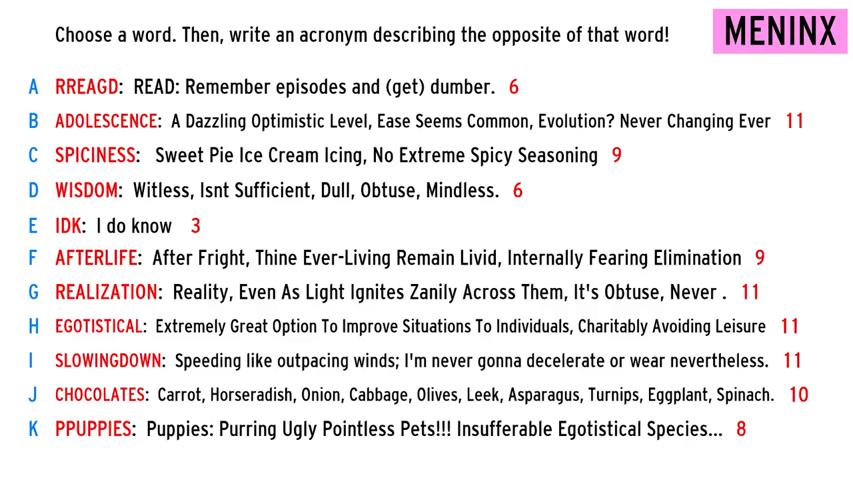 Choose a word. Then, write an acronym describing the opposite of that word!
MENINX
A RREAGD: READ: Remember episodes and (get) dumber. 6
B ADOLESCENCE: A Dazzling Optimistic Level, Ease Seems Common, Evolution? Never Changing Ever 11
C SPICINESS: Sweet Pie Ice Cream Icing, No Extreme Spicy Seasoning 9
D WISDOM: Witless, Isnt Sufficient, Dull, Obtuse, Mindless. 6
E IDK: I do know 3
F AFTERLIFE: After Fright, Thine Ever-Living Remain Livid, Internally Fearing Elimination 9
G REALIZATION: Reality, Even As Light Ignites Zanily Across Them, It's Obtuse, Never . 11
H EGOTISTICAL: Extremely Great Option To Improve Situations To Individuals, Charitably Avoiding Leisure 11
I SLOWINGDOWN: Speeding like outpacing winds; I'm never gonna decelerate or wear nevertheless. 11
J CHOCOLATES: Carrot, Horseradish, Onion, Cabbage, Olives, Leek, Asparagus, Turnips, Eggplant, Spinach. 10
K PPUPPIES: Puppies: Purring Ugly Pointless Pets!!! Insufferable Egotistical Species... 8